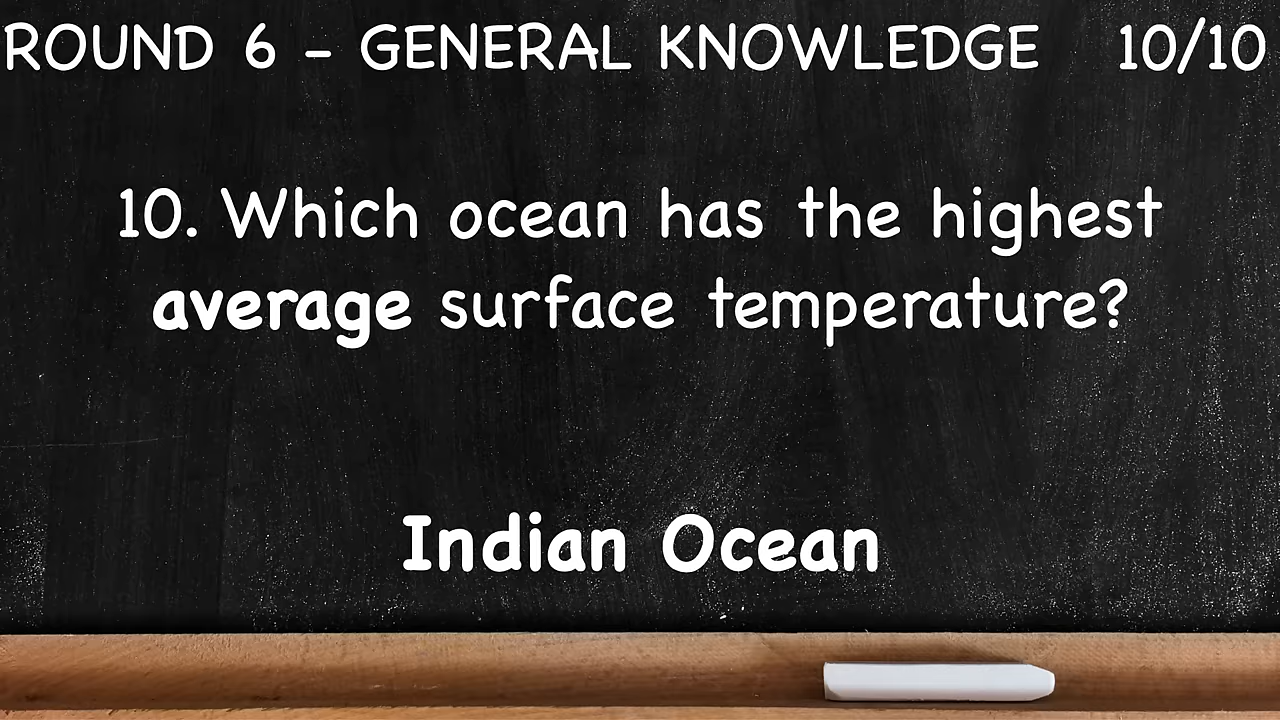 ROUND 6 - GENERAL KNOWLEDGE 10/10
10. Which ocean has the highest
average surface temperature?
Indian Ocean